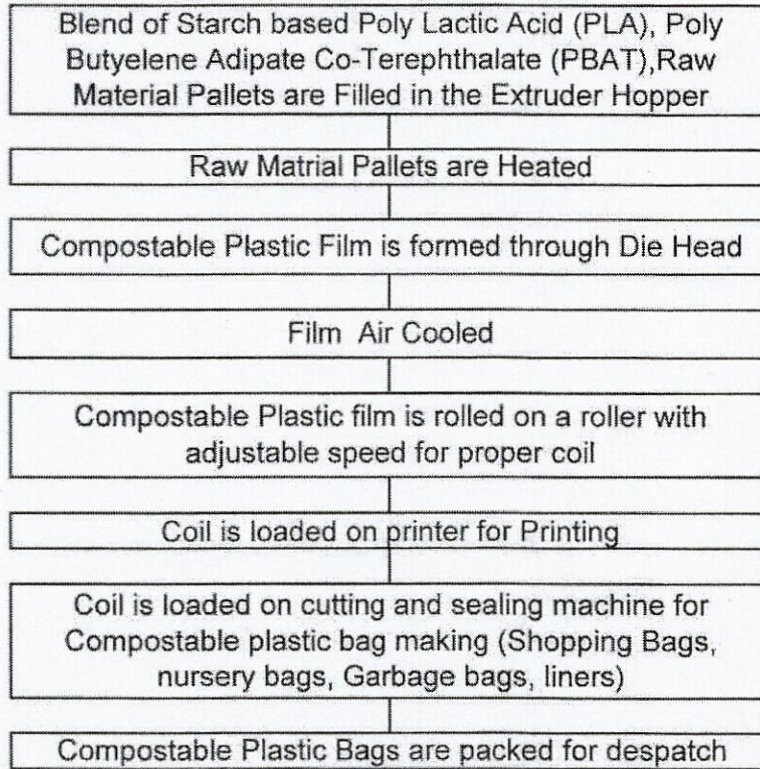 Blend of Starch based Poly Lactic Acid (PLA), Poly
Butyelene Adipate Co-Terephthalate (PBAT),Raw
Material Pallets are Filled in the Extruder Hopper
Raw Matrial Pallets are Heated
Compostable Plastic Film is formed through Die Head
Film Air Cooled
Compostable Plastic film is rolled on a roller with
adjustable speed for proper coil
Coil is loaded on printer for Printing
Coil is loaded on cutting and sealing machine for
Compostable plastic bag making (Shopping Bags,
nursery bags, Garbage bags, liners)
Compostable Plastic Bags are packed for despatch